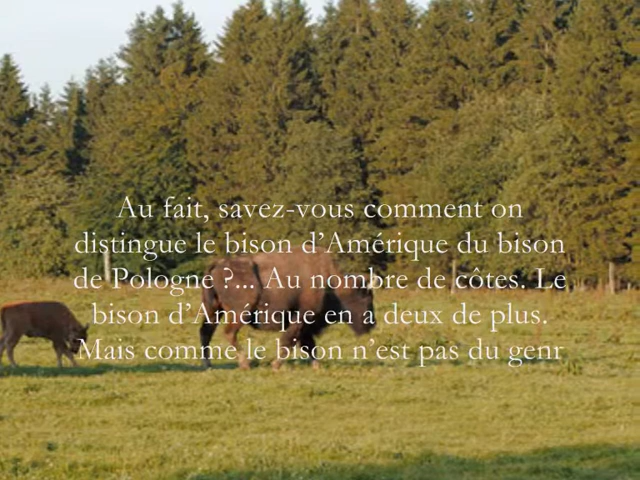 Au fait, savez-vous comment on
distingue le bison d’Amérique du bison
de Pologne ?... Au nombre de côtes. Le
bison d’Amérique en a deux de plus.
Mais comme le bison n’est pas du genr